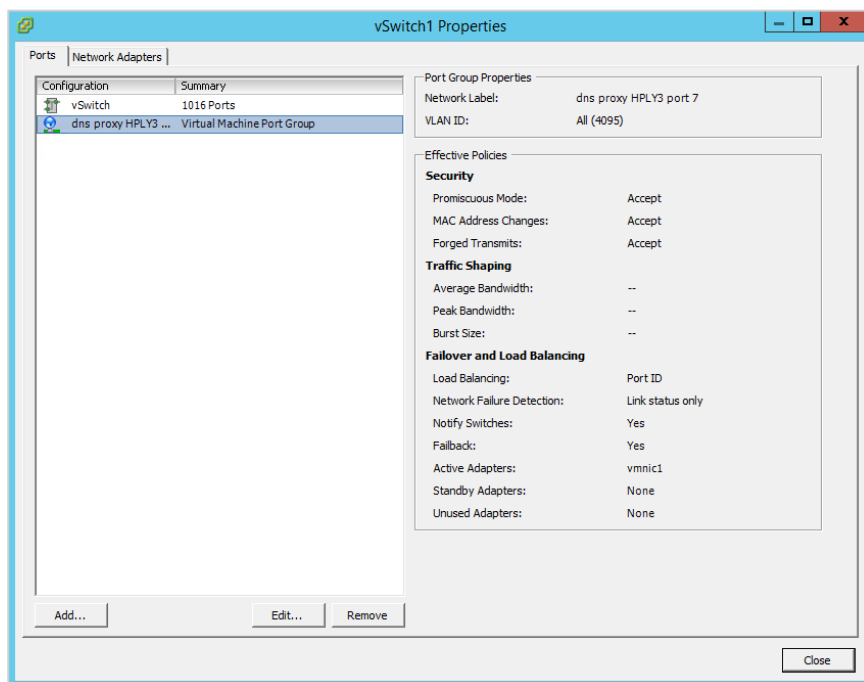 vSwitch1 Properties
Ports
Network Adapters
Configuration Summary
vSwitch 1016 Ports
dns proxy HPLY3 ... Virtual Machine Port Group
Add...
Edit...
Remove
Port Group Properties
Network Label: dns proxy HPLY3 port 7
VLAN ID: All (4095)
Effective Policies
Security
Promiscuous Mode: Accept
MAC Address Changes: Accept
Forged Transmits: Accept
Traffic Shaping
Average Bandwidth: --
Peak Bandwidth: --
Burst Size: --
Failover and Load Balancing
Load Balancing: Port ID
Network Failure Detection: Link status only
Notify Switches: Yes
Failback: Yes
Active Adapters: vmnic1
Standby Adapters: None
Unused Adapters: None
Close